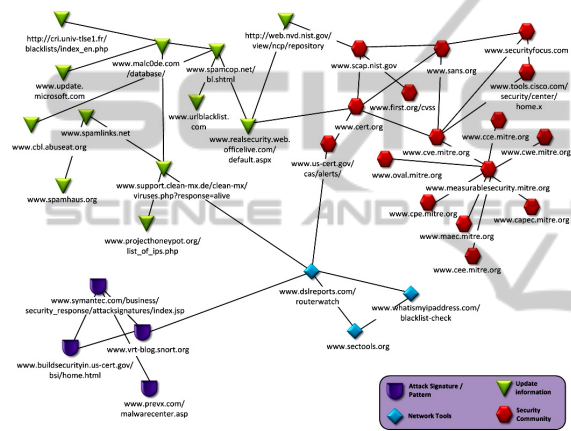 http://cri.univ-tlse1.fr/
blacklists/index_en.php
http://web.nvd.nist.gov/
view/ncp/repository
www.malc0de.com
/database/
www.spamcop.net/
bl.shtml
www.scap.nist.gov
www.sans.org
www.securityfocus.com
www.update.
microsoft.com
www.urlblacklist.
com
www.first.org/cvss
www.tools.cisco.com/
security/center/
home.x
www.spamlinks.net
www.cbl.abuseat.org
www.realsecurity.web.
officelive.com/
default.aspx
www.cert.org
www.cce.mitre.org
www.cve.mitre.org
www.cwe.mitre.org
www.us-cert.gov/
cas/alerts/
www.oval.mitre.org
www.spamhaus.org
www.support.clean-mx.de/clean-mx/
viruses.php?response=alive
www.measurablesecurity.mitre.org
www.cpe.mitre.org
www.capec.mitre.org
www.maec.mitre.org
www.projecthoneypot.org/
list_of_ips.php
www.cee.mitre.org
SCIENCE AND TECH
www.dslreports.com/
routerwatch
www.symantec.com/business/
security_response/attacksignatures/index.jsp
www.whatismyipaddress.com/
blacklist-check
www.vrt-blog.snort.org
www.sectools.org
www.buildsecurityin.us-cert.gov/
bsi/home.html
www.prevx.com/
malwarecenter.asp
Attack Signature /
Pattern
Update
information
Network Tools
Security
Community